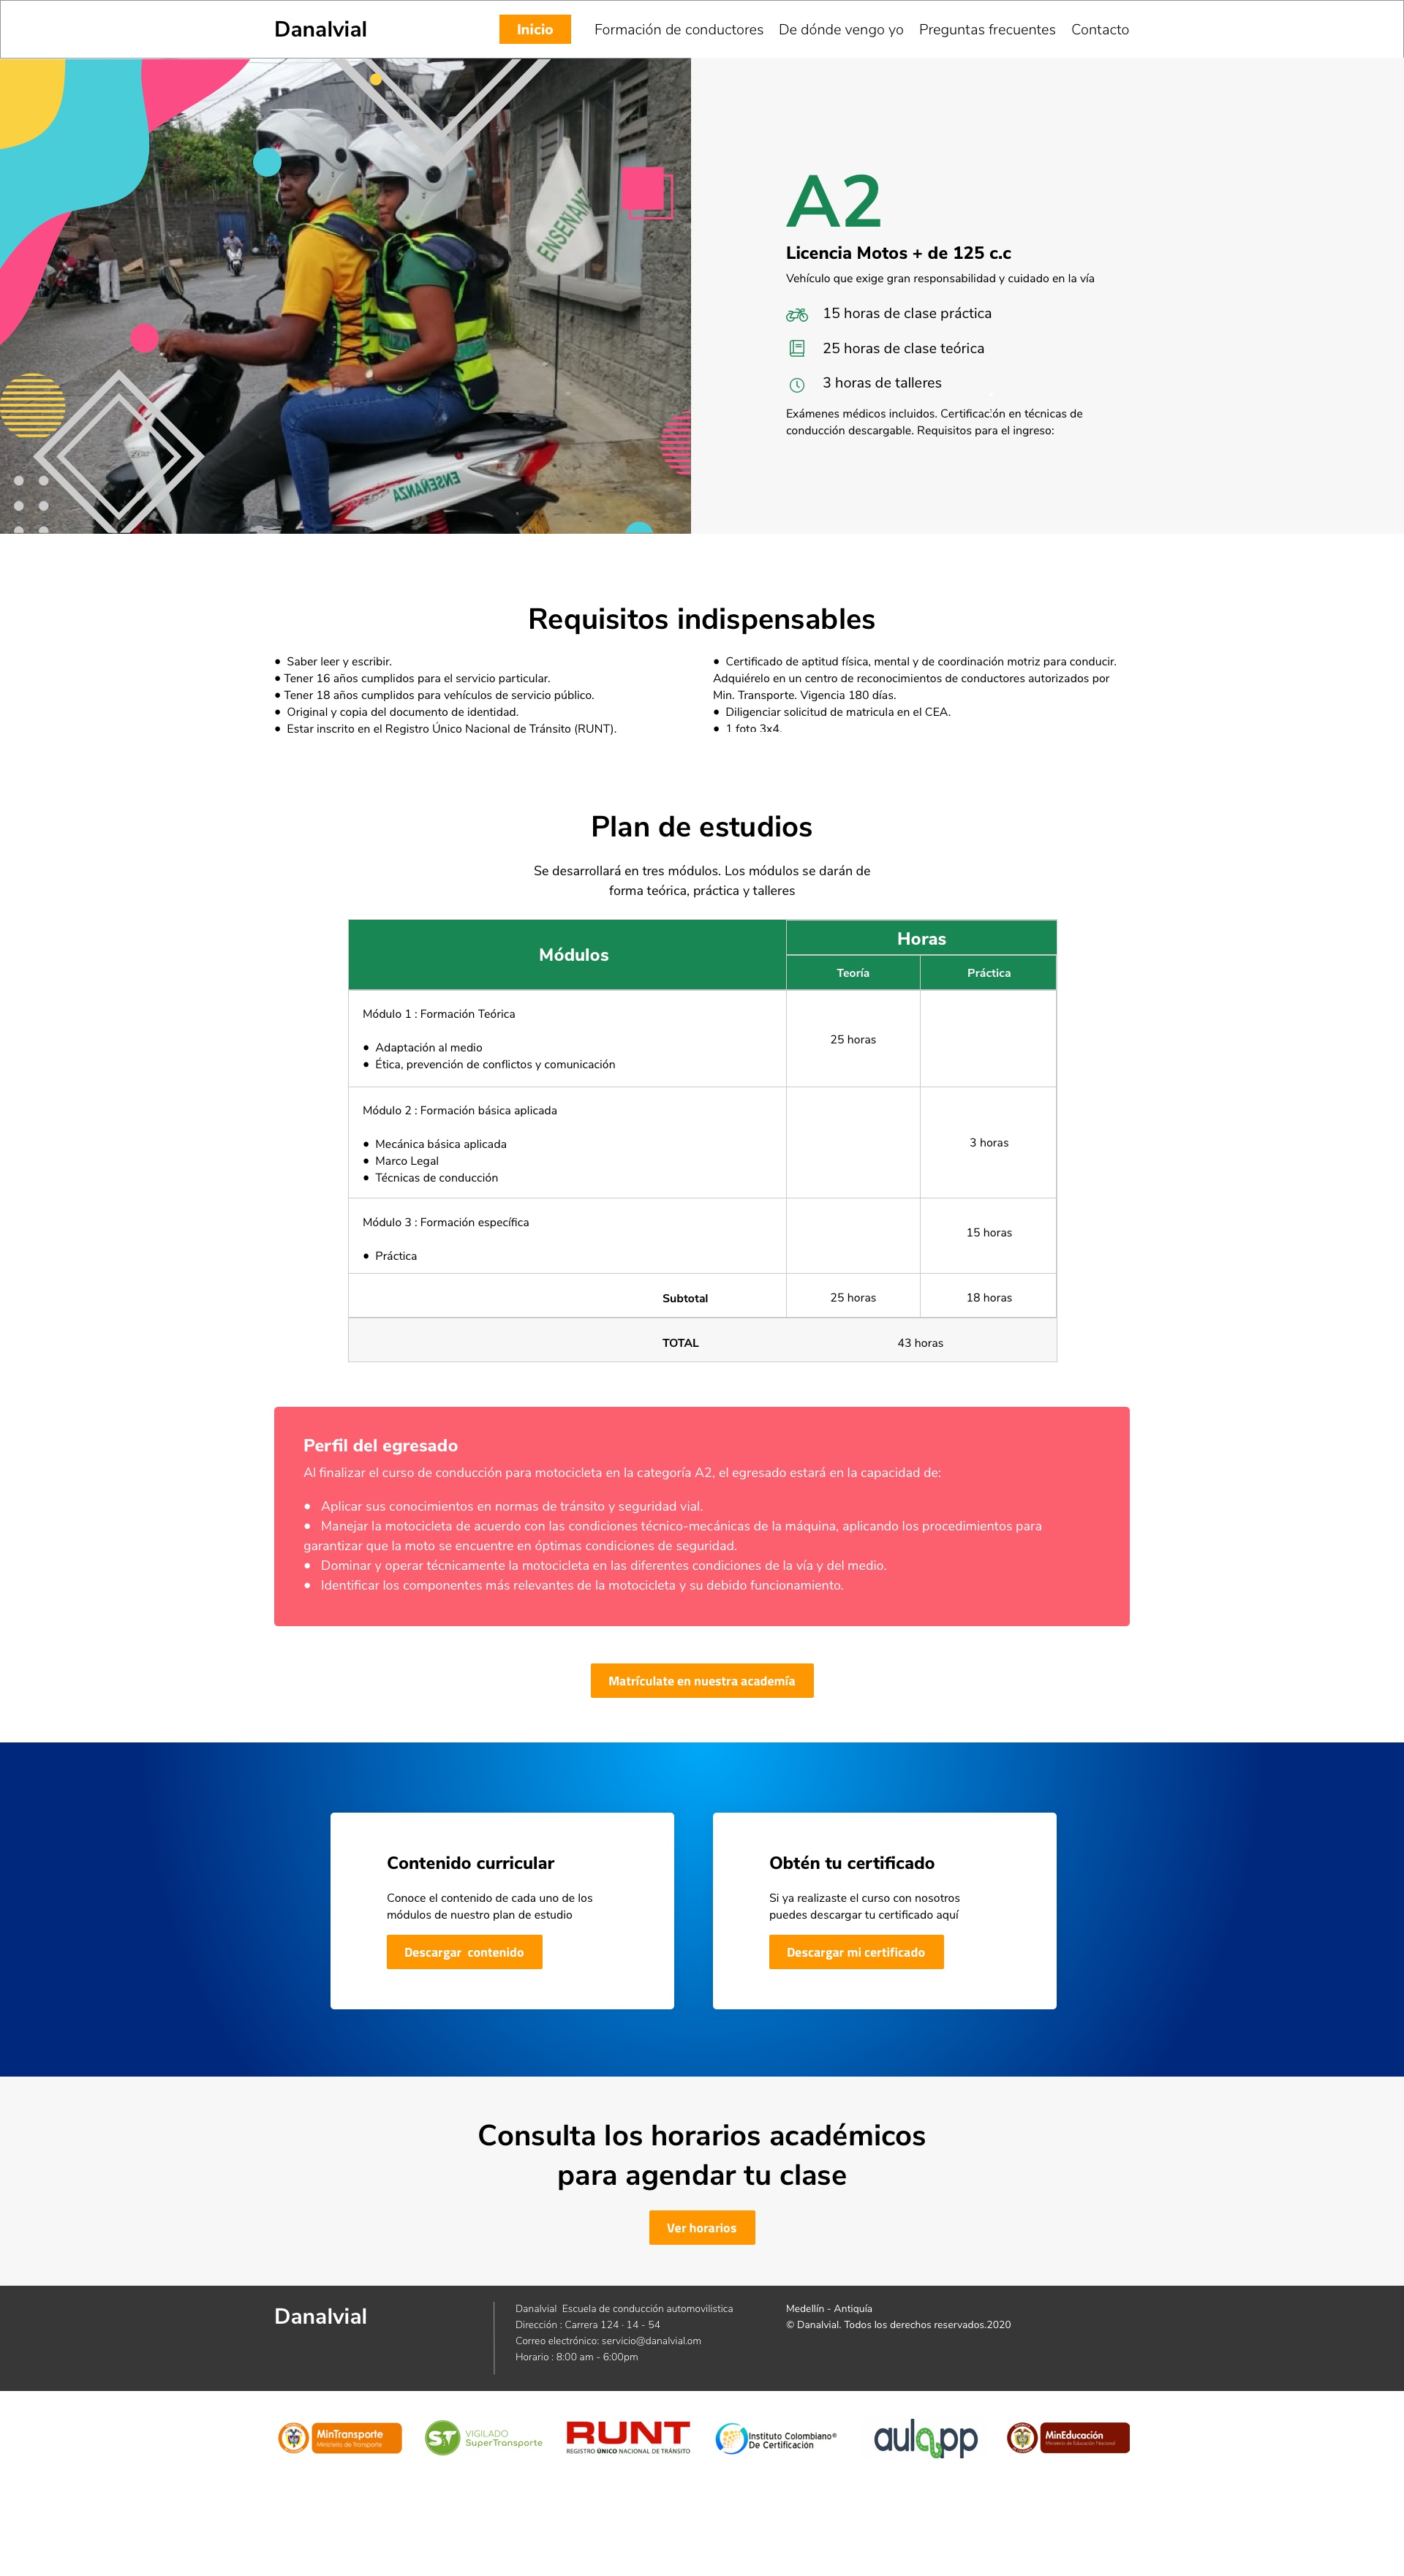 Danalvial
Inicio
Formación de conductores
De dónde vengo yo
Preguntas frecuentes
Contacto
ENSEÑANZ
ENSEÑANZA
A2
Licencia Motos + de 125 c.c
Vehículo que exige gran responsabilidad y cuidado en la vía
15 horas de clase práctica
25 horas de clase teórica
3 horas de talleres
Exámenes médicos incluidos. Certificación en técnicas de
conducción descargable. Requisitos para el ingreso:
Requisitos indispensables
● Saber leer y escribir.
● Tener 16 años cumplidos para el servicio particular.
● Tener 18 años cumplidos para vehículos de servicio público.
● Original y copia del documento de identidad.
● Estar inscrito en el Registro Único Nacional de Tránsito (RUNT).
● Certificado de aptitud física, mental y de coordinación motriz para conducir.
Adquiérelo en un centro de reconocimientos de conductores autorizados por
Min. Transporte. Vigencia 180 días.
● Diligenciar solicitud de matricula en el CEA.
● 1 foto 3x4.
Plan de estudios
Se desarrollará en tres módulos. Los módulos se darán de
forma teórica, práctica y talleres
Módulos
Horas
Teoría
Práctica
Módulo 1 : Formación Teórica
● Adaptación al medio
● Ética, prevención de conflictos y comunicación
25 horas
Módulo 2 : Formación básica aplicada
● Mecánica básica aplicada
● Marco Legal
● Técnicas de conducción
3 horas
Módulo 3 : Formación específica
● Práctica
15 horas
Subtotal
25 horas
18 horas
TOTAL
43 horas
Perfil del egresado
Al finalizar el curso de conducción para motocicleta en la categoría A2, el egresado estará en la capacidad de:
● Aplicar sus conocimientos en normas de tránsito y seguridad vial.
● Manejar la motocicleta de acuerdo con las condiciones técnico-mecánicas de la máquina, aplicando los procedimientos para
garantizar que la moto se encuentre en óptimas condiciones de seguridad.
● Dominar y operar técnicamente la motocicleta en las diferentes condiciones de la vía y del medio.
● Identificar los componentes más relevantes de la motocicleta y su debido funcionamiento.
Matrículate en nuestra academía
Contenido curricular
Conoce el contenido de cada uno de los
módulos de nuestro plan de estudio
Descargar contenido
Obtén tu certificado
Si ya realizaste el curso con nosotros
puedes descargar tu certificado aquí
Descargar mi certificado
Consulta los horarios académicos
para agendar tu clase
Ver horarios
Danalvial
Danalvial Escuela de conducción automovilistica
Dirección : Carrera 124 · 14 - 54
Correo electrónico: servicio@danalvial.om
Horario : 8:00 am - 6:00pm
Medellín - Antiquía
© Danalvial. Todos los derechos reservados.2020
MinTransporte
Ministerio de Transporte
ST
VIGILADO
SuperTransporte
RUNT
REGISTRO ÚNICO NACIONAL DE TRÁNSITO
Instituto Colombiano®
De Certificación
aulapp
MinEducación
Ministerio de Educación Nacional